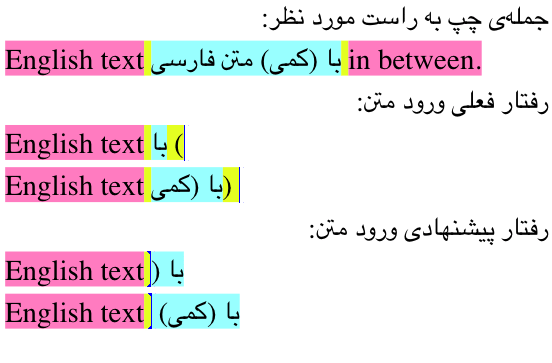 جمله‌ی چپ به راست مورد نظر:
English text با (کمی) متن فارسی in between.
رفتار فعلی ورود متن:
English text با (
English text با (کمی)
رفتار پیشنهادی ورود متن:
English text با (
English text با (کمی)